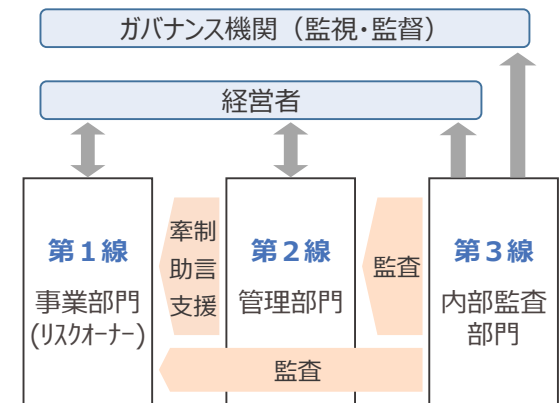 ガバナンス機関（監視・監督）
経営者
第1線
事業部門
(リスクオーナー)
牽制
助言
支援
第2線
管理部門
監査
第3線
内部監査
部門
監査